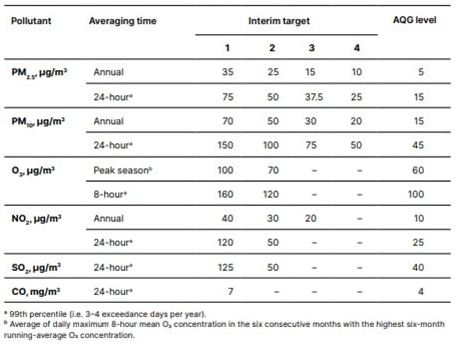 Pollutant Averaging time Interim target AQG level
1 2 3 4
PM₂.₅, µg/m³ Annual 35 25 15 10 5
24-hourᵃ 75 50 37.5 25 15
PM₁₀, µg/m³ Annual 70 50 30 20 15
24-hourᵃ 150 100 75 50 45
O₃, µg/m³ Peak seasonᵇ 100 70 – – 60
8-hourᵃ 160 120 – – 100
NO₂, µg/m³ Annual 40 30 20 – 10
24-hourᵃ 120 50 – – 25
SO₂, µg/m³ 24-hourᵃ 125 50 – – 40
CO, mg/m³ 24-hourᵃ 7 – – – 4
ᵃ 99th percentile (i.e. 3–4 exceedance days per year).
ᵇ Average of daily maximum 8-hour mean O₃ concentration in the six consecutive months with the highest six-month
running-average O₃ concentration.